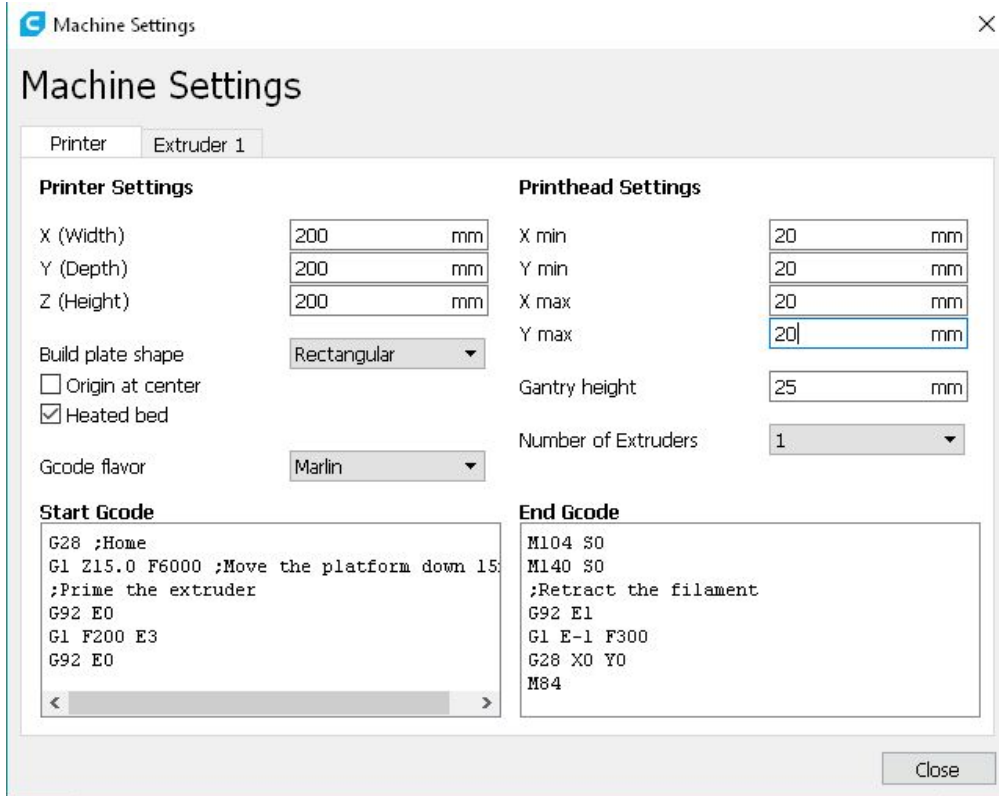 Machine Settings
Machine Settings
Printer
Extruder 1
Printer Settings
X (Width) 200 mm
Y (Depth) 200 mm
Z (Height) 200 mm
Build plate shape Rectangular
Origin at center
Heated bed
Gcode flavor Marlin
Printhead Settings
X min 20 mm
Y min 20 mm
X max 20 mm
Y max 20 mm
Gantry height 25 mm
Number of Extruders 1
Start Gcode
G28 ;Home
G1 Z15.0 F6000 ;Move the platform down 15
;Prime the extruder
G92 E0
G1 F200 E3
G92 E0
End Gcode
M104 S0
M140 S0
;Retract the filament
G92 E1
G1 E-1 F300
G28 X0 Y0
M84
Close